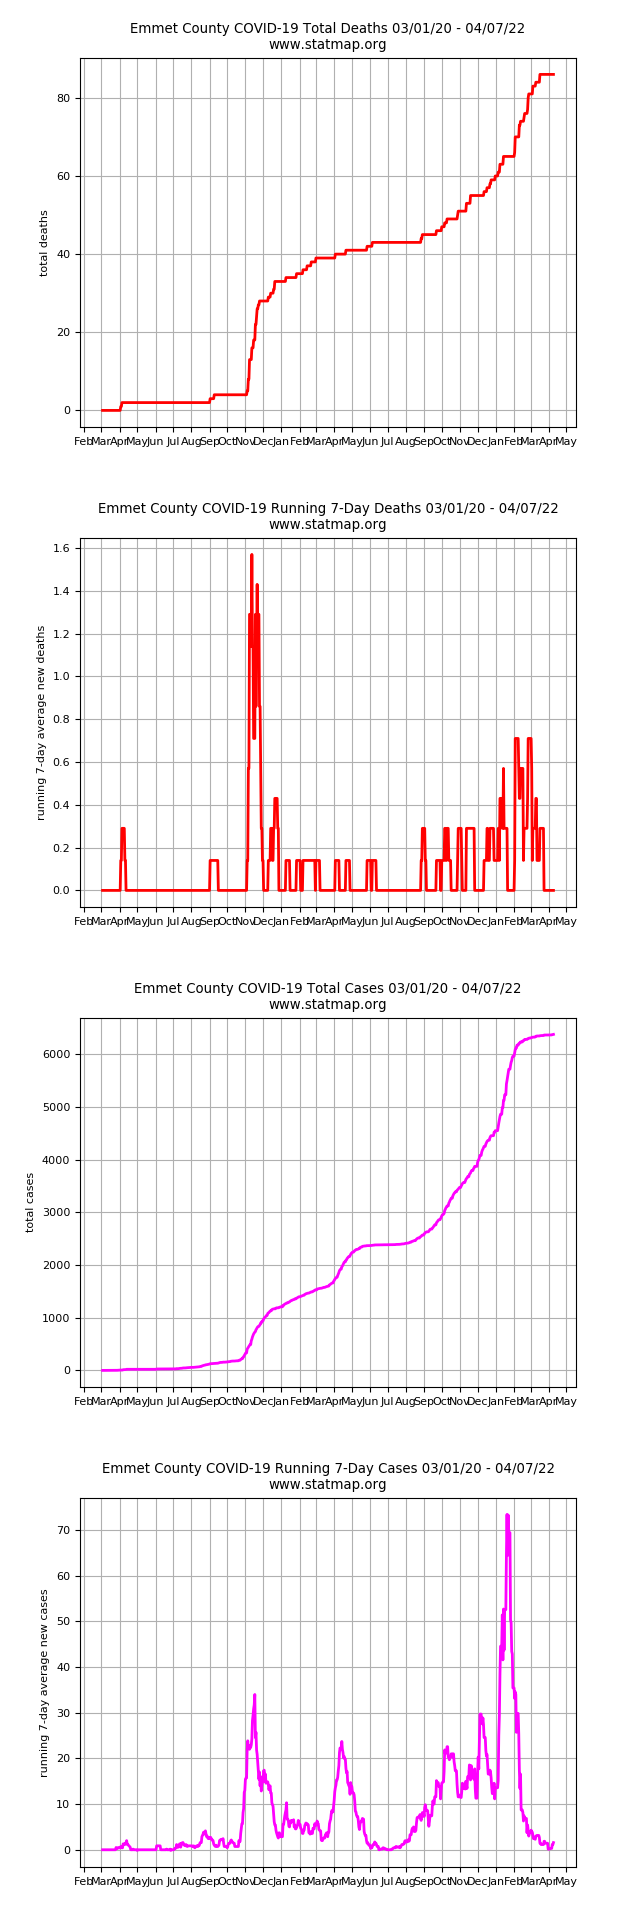 Emmet County COVID-19 Total Deaths 03/01/20 - 04/07/22
www.statmap.org
80
60
40
20
0
total deaths
Feb Mar Apr May Jun Jul Aug Sep Oct Nov Dec Jan Feb Mar Apr May Jun Jul Aug Sep Oct Nov Dec Jan Feb Mar Apr May
Emmet County COVID-19 Running 7-Day Deaths 03/01/20 - 04/07/22
www.statmap.org
1.6
1.4
1.2
1.0
0.8
0.6
0.4
0.2
0.0
running 7-day average new deaths
Feb Mar Apr May Jun Jul Aug Sep Oct Nov Dec Jan Feb Mar Apr May Jun Jul Aug Sep Oct Nov Dec Jan Feb Mar Apr May
Emmet County COVID-19 Total Cases 03/01/20 - 04/07/22
www.statmap.org
6000
5000
4000
3000
2000
1000
0
total cases
Feb Mar Apr May Jun Jul Aug Sep Oct Nov Dec Jan Feb Mar Apr May Jun Jul Aug Sep Oct Nov Dec Jan Feb Mar Apr May
Emmet County COVID-19 Running 7-Day Cases 03/01/20 - 04/07/22
www.statmap.org
70
60
50
40
30
20
10
0
running 7-day average new cases
Feb Mar Apr May Jun Jul Aug Sep Oct Nov Dec Jan Feb Mar Apr May Jun Jul Aug Sep Oct Nov Dec Jan Feb Mar Apr May